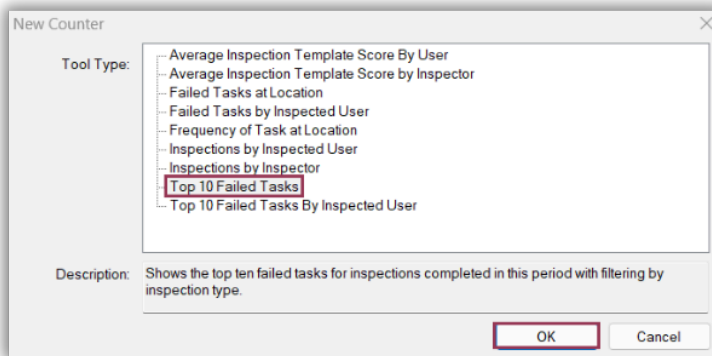 New Counter
Tool Type:
Average Inspection Template Score By User
Average Inspection Template Score by Inspector
Failed Tasks at Location
Failed Tasks by Inspected User
Frequency of Task at Location
Inspections by Inspected User
Inspections by Inspector
Top 10 Failed Tasks
Top 10 Failed Tasks By Inspected User
Description:
Shows the top ten failed tasks for inspections completed in this period with filtering by
inspection type.
OK
Cancel